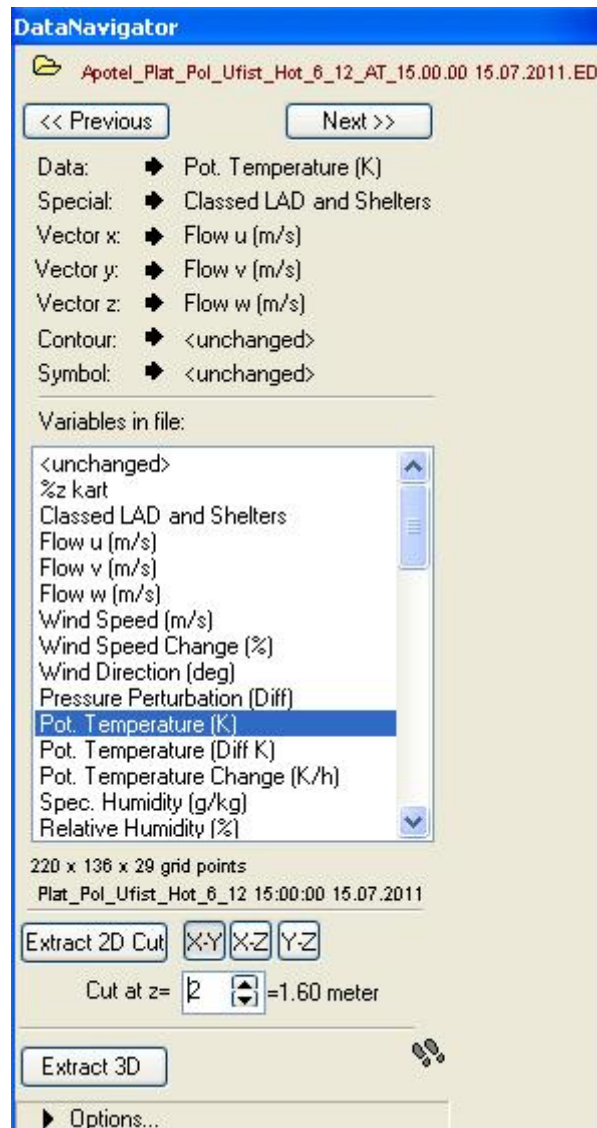 DataNavigator
Apotel_Plat_Pol_Ufist_Hot_6_12_AT_15.00.00 15.07.2011.ED
<< Previous Next >>
Data: Pot. Temperature (K)
Special: Classed LAD and Shelters
Vector x: Flow u (m/s)
Vector y: Flow v (m/s)
Vector z: Flow w (m/s)
Contour: <unchanged>
Symbol: <unchanged>
Variables in file:
<unchanged>
%z kart
Classed LAD and Shelters
Flow u (m/s)
Flow v (m/s)
Flow w (m/s)
Wind Speed (m/s)
Wind Speed Change (%)
Wind Direction (deg)
Pressure Perturbation (Diff)
Pot. Temperature (K)
Pot. Temperature (Diff K)
Pot. Temperature Change (K/h)
Spec. Humidity (g/kg)
Relative Humidity (%)
220 x 136 x 29 grid points
Plat_Pol_Ufist_Hot_6_12 15:00:00 15.07.2011
Extract 2D Cut X-Y X-Z Y-Z
Cut at z= 2 =1.60 meter
Extract 3D
Options...